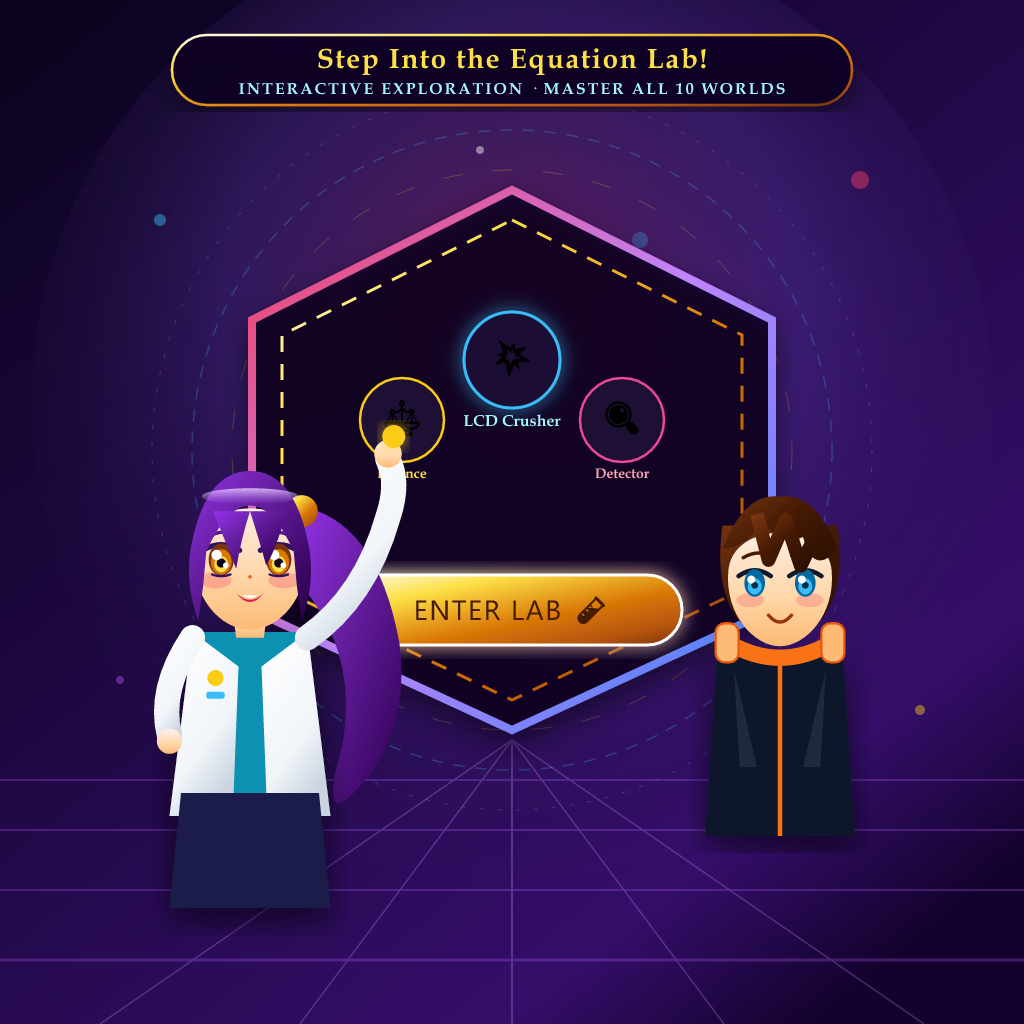 Step Into the Equation Lab!
INTERACTIVE EXPLORATION · MASTER ALL 10 WORLDS
LCD Crusher
Detector
ENTER LAB